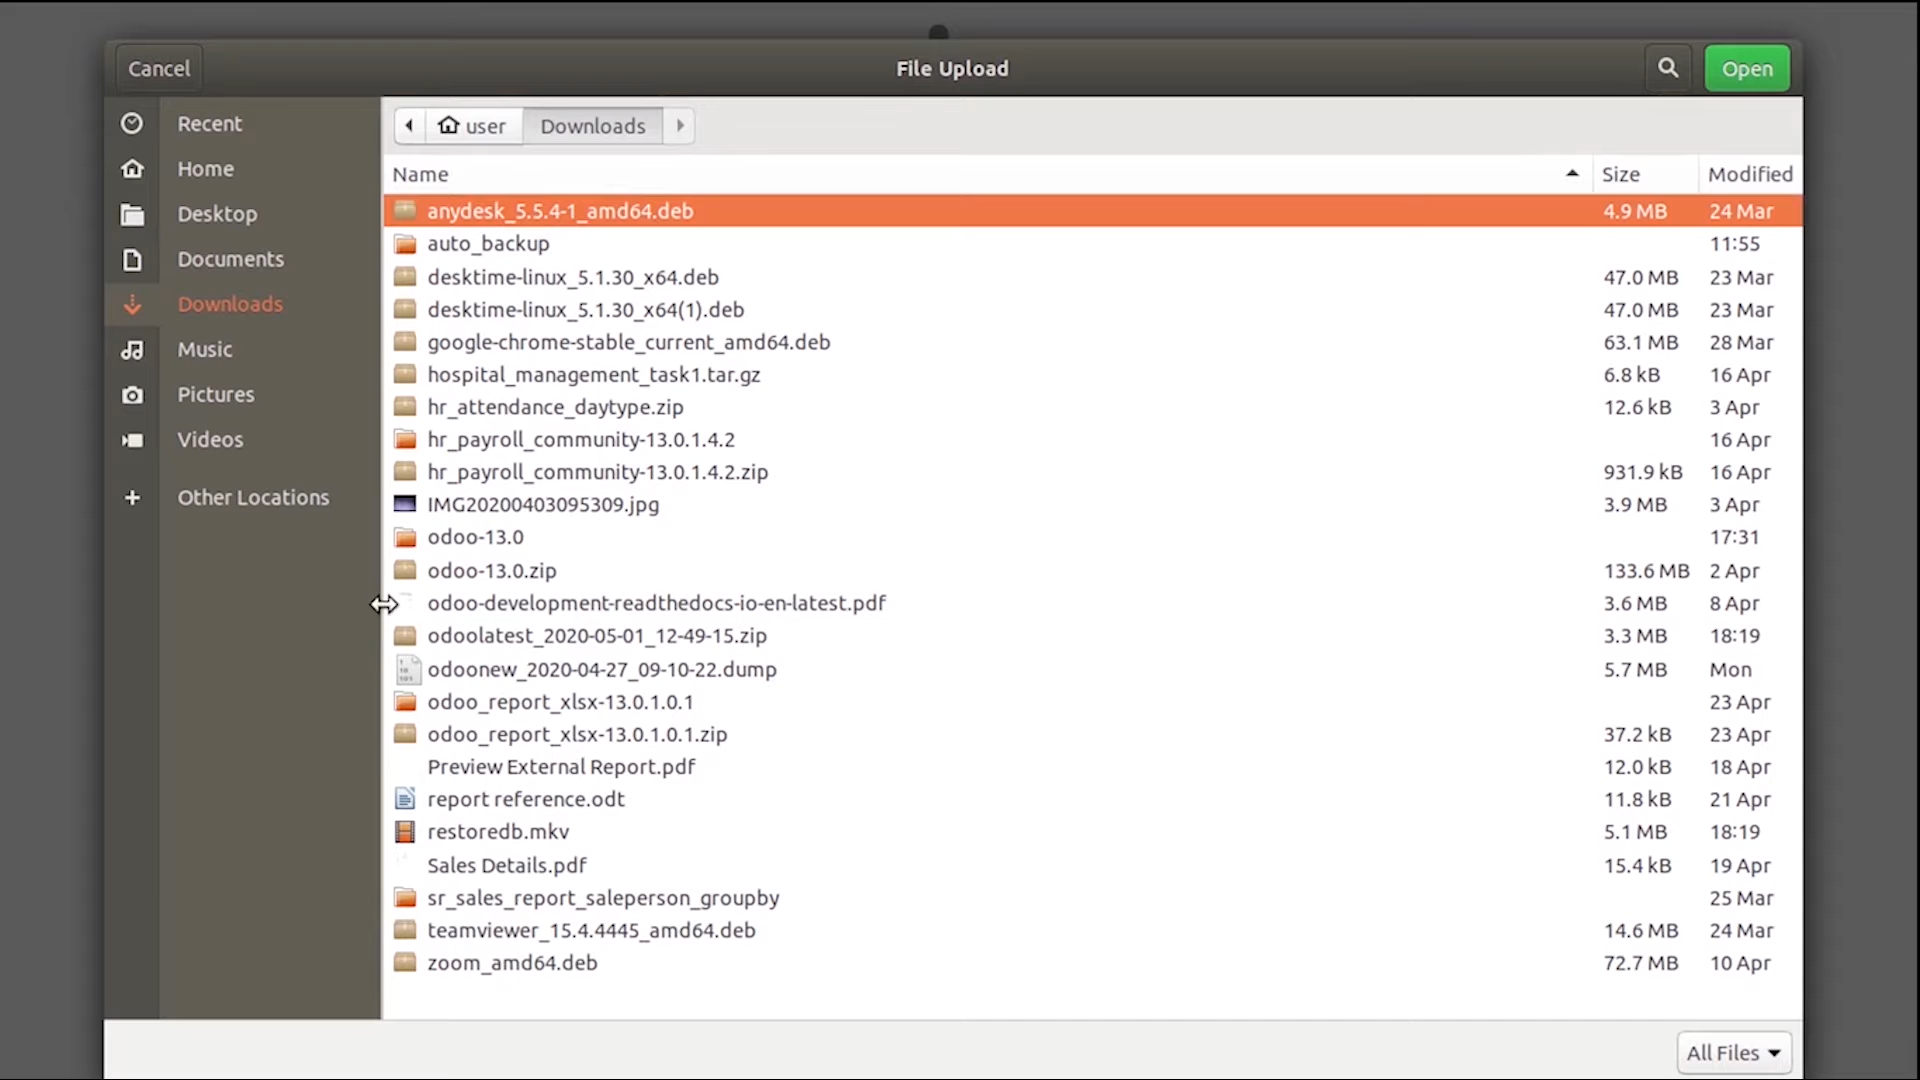 Cancel File Upload Open
Recent
Home
Desktop
Documents
Downloads
Music
Pictures
Videos
Other Locations
user Downloads
Name Size Modified
anydesk_5.5.4-1_amd64.deb 4.9 MB 24 Mar
auto_backup 11:55
desktime-linux_5.1.30_x64.deb 47.0 MB 23 Mar
desktime-linux_5.1.30_x64(1).deb 47.0 MB 23 Mar
google-chrome-stable_current_amd64.deb 63.1 MB 28 Mar
hospital_management_task1.tar.gz 6.8 kB 16 Apr
hr_attendance_daytype.zip 12.6 kB 3 Apr
hr_payroll_community-13.0.1.4.2 16 Apr
hr_payroll_community-13.0.1.4.2.zip 931.9 kB 16 Apr
IMG20200403095309.jpg 3.9 MB 3 Apr
odoo-13.0 17:31
odoo-13.0.zip 133.6 MB 2 Apr
odoo-development-readthedocs-io-en-latest.pdf 3.6 MB 8 Apr
odoolatest_2020-05-01_12-49-15.zip 3.3 MB 18:19
odoonew_2020-04-27_09-10-22.dump 5.7 MB Mon
odoo_report_xlsx-13.0.1.0.1 23 Apr
odoo_report_xlsx-13.0.1.0.1.zip 37.2 kB 23 Apr
Preview External Report.pdf 12.0 kB 18 Apr
report reference.odt 11.8 kB 21 Apr
restoredb.mkv 5.1 MB 18:19
Sales Details.pdf 15.4 kB 19 Apr
sr_sales_report_saleperson_groupby 25 Mar
teamviewer_15.4.4445_amd64.deb 14.6 MB 24 Mar
zoom_amd64.deb 72.7 MB 10 Apr
All Files